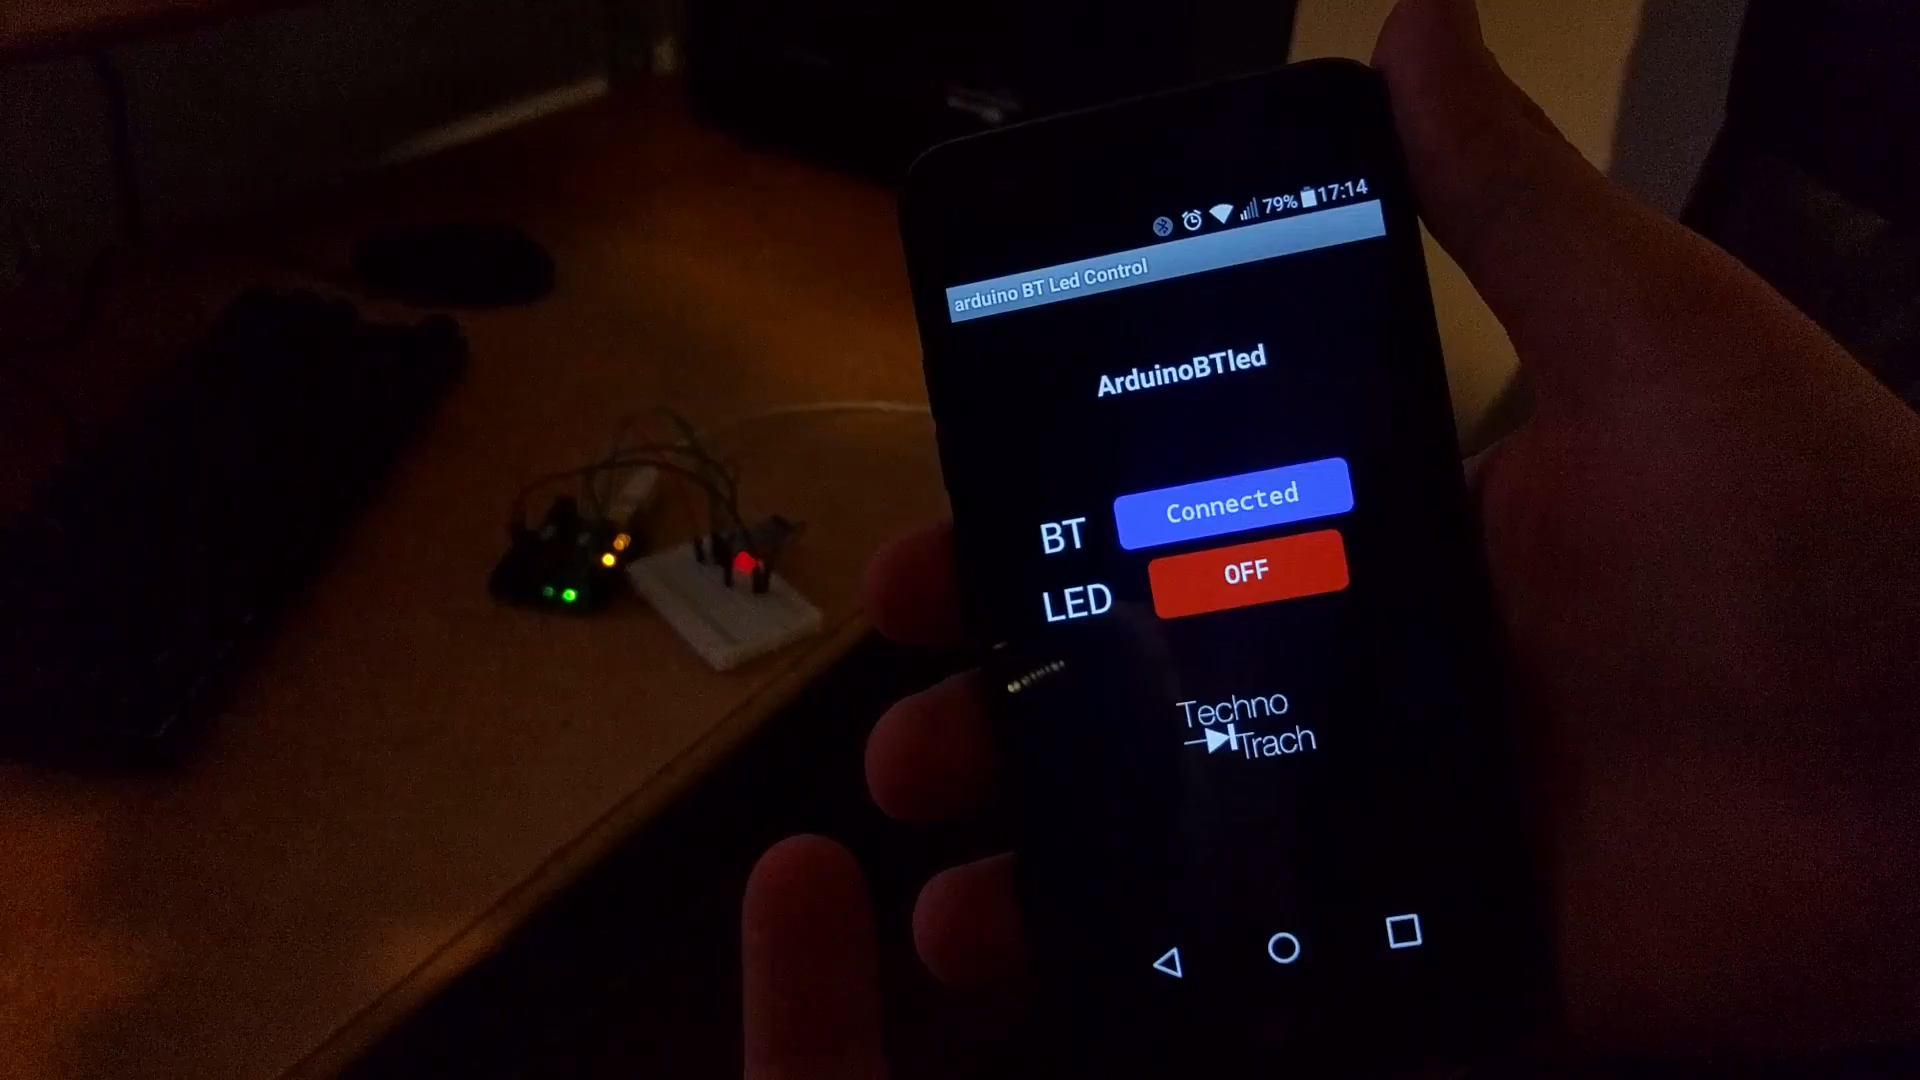 79% 17:14
arduino BT Led Control
ArduinoBTled
BT Connected
LED OFF
Techno
Trach